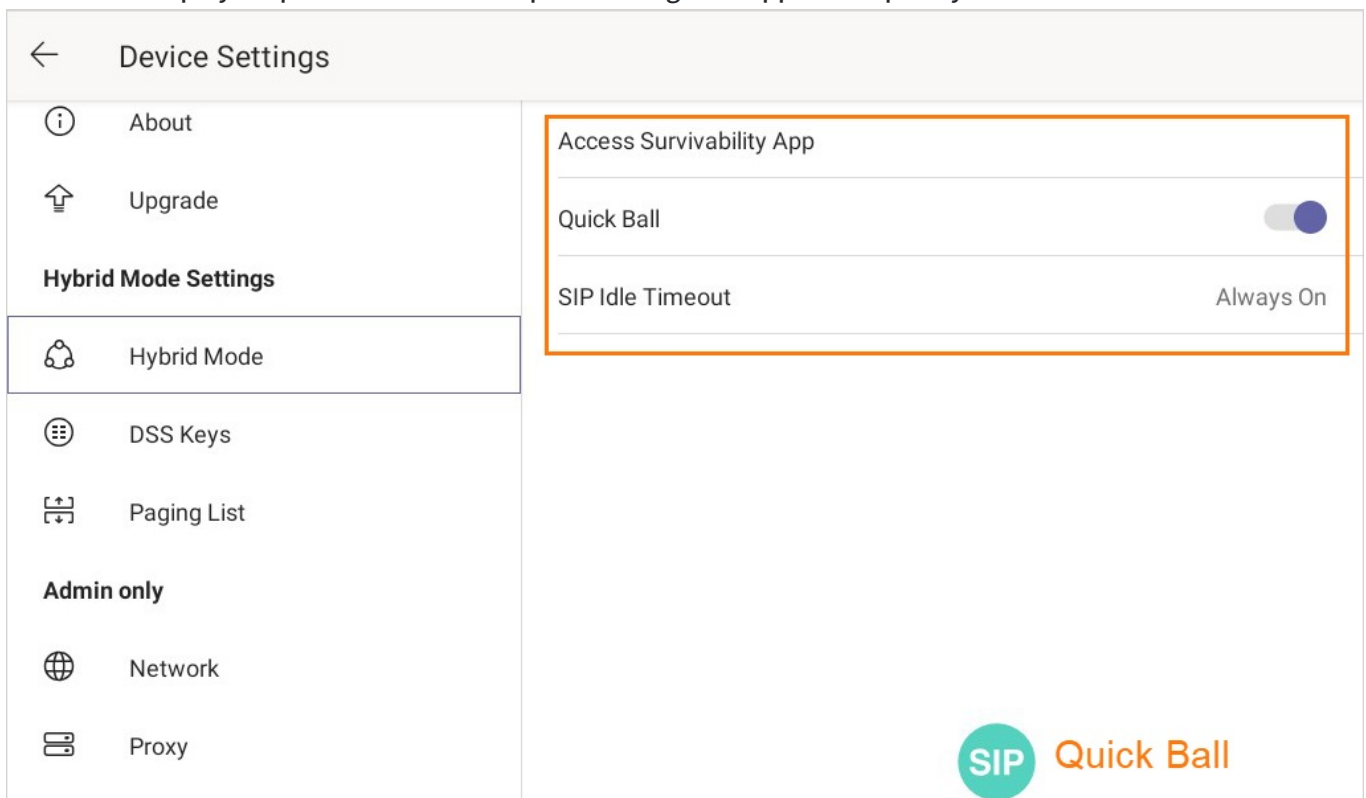 Device Settings
About
Upgrade
Hybrid Mode Settings
Hybrid Mode
DSS Keys
Paging List
Admin only
Network
Proxy
Access Survivability App
Quick Ball
SIP Idle Timeout Always On
SIP Quick Ball